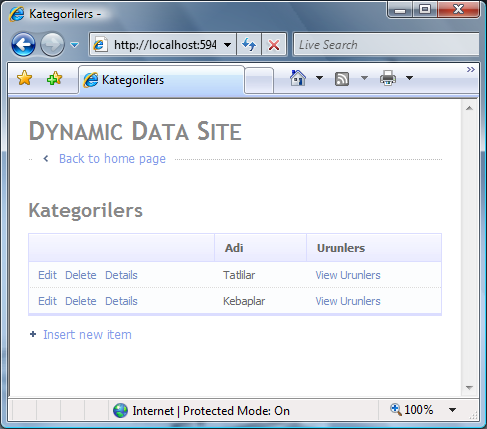 Kategorilers -
http://localhost:594
Live Search
Kategorilers
»
DYNAMIC DATA SITE
Back to home page
Kategorilers
Adi Urunlers
Edit Delete Details Tatlilar View Urunlers
Edit Delete Details Kebaplar View Urunlers
Insert new item
Internet | Protected Mode: On 100%